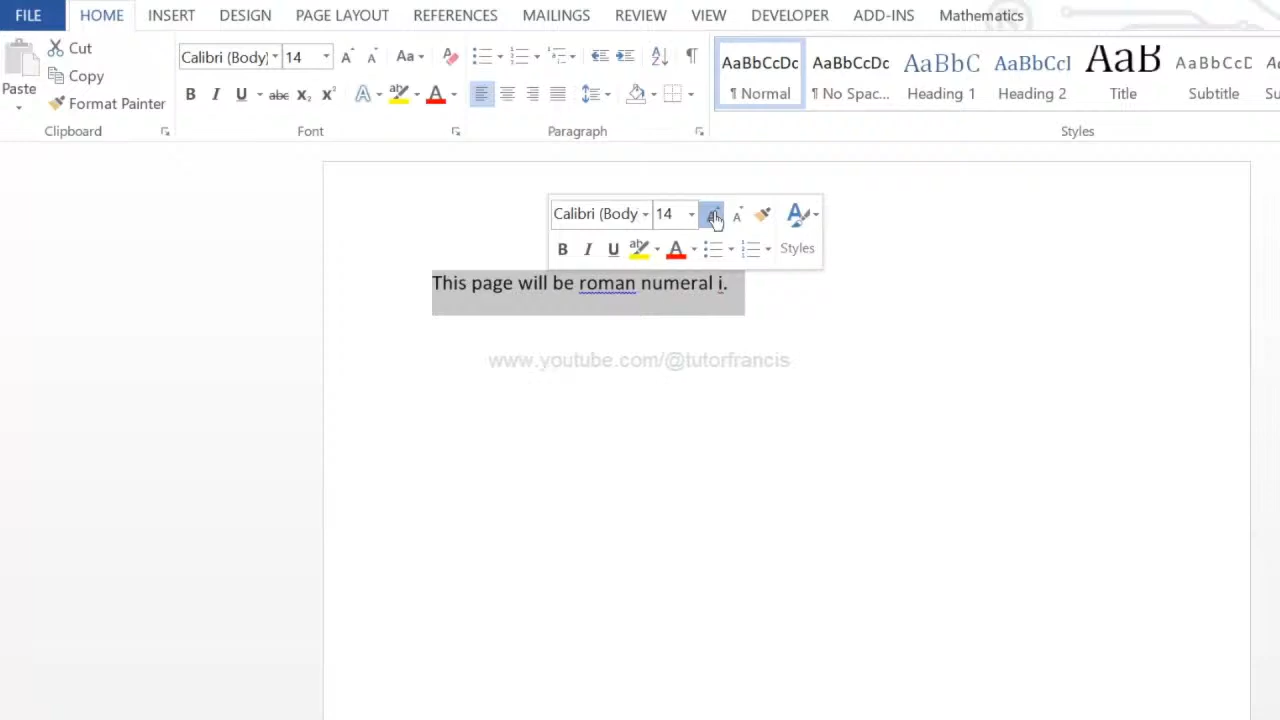 FILE HOME INSERT DESIGN PAGE LAYOUT REFERENCES MAILINGS REVIEW VIEW DEVELOPER ADD-INS Mathematics
Cut
Copy
Paste
Format Painter
Clipboard
Calibri (Body) 14
Font
Paragraph
AaBbCcDc AaBbCcDc AaBbC AaBbCcI AaB AaBbCcD
¶ Normal ¶ No Spac... Heading 1 Heading 2 Title Subtitle
Styles
Calibri (Body 14
Styles
This page will be roman numeral i.
www.youtube.com/@tutorfrancis